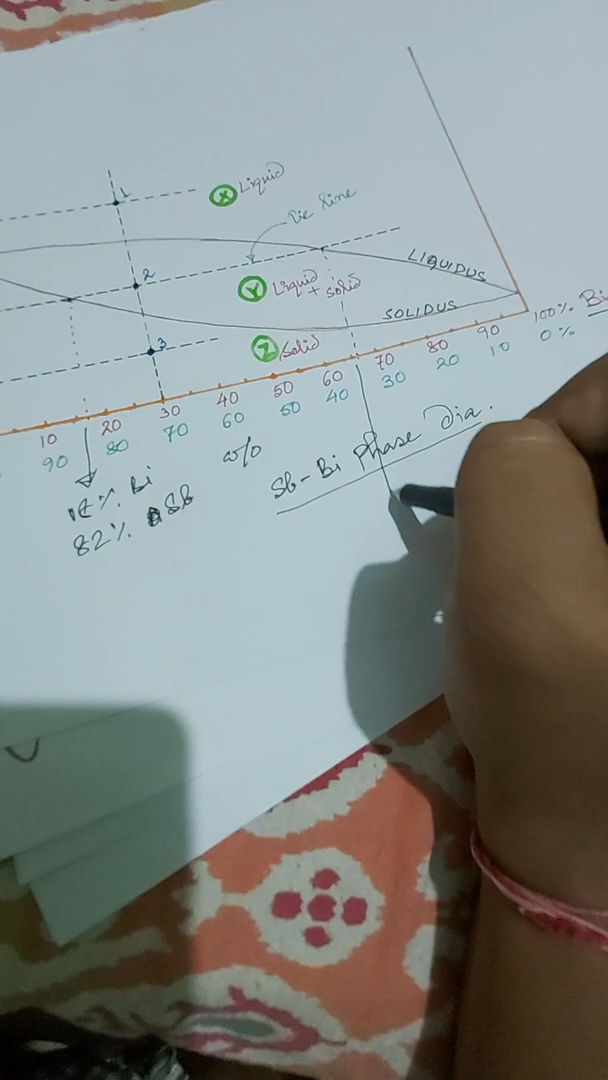 1
X Liquid
Tie line
2
LIQUIDUS
Y Liquid
+ solid
SOLIDUS
3
Z solid
10 20 30 40 50 60 70 80 90 100% Bi
90 80 70 60 50 40 30 20 10 0%
w/o
% Bi
82% Sb
Sb-Bi Phase Dia.